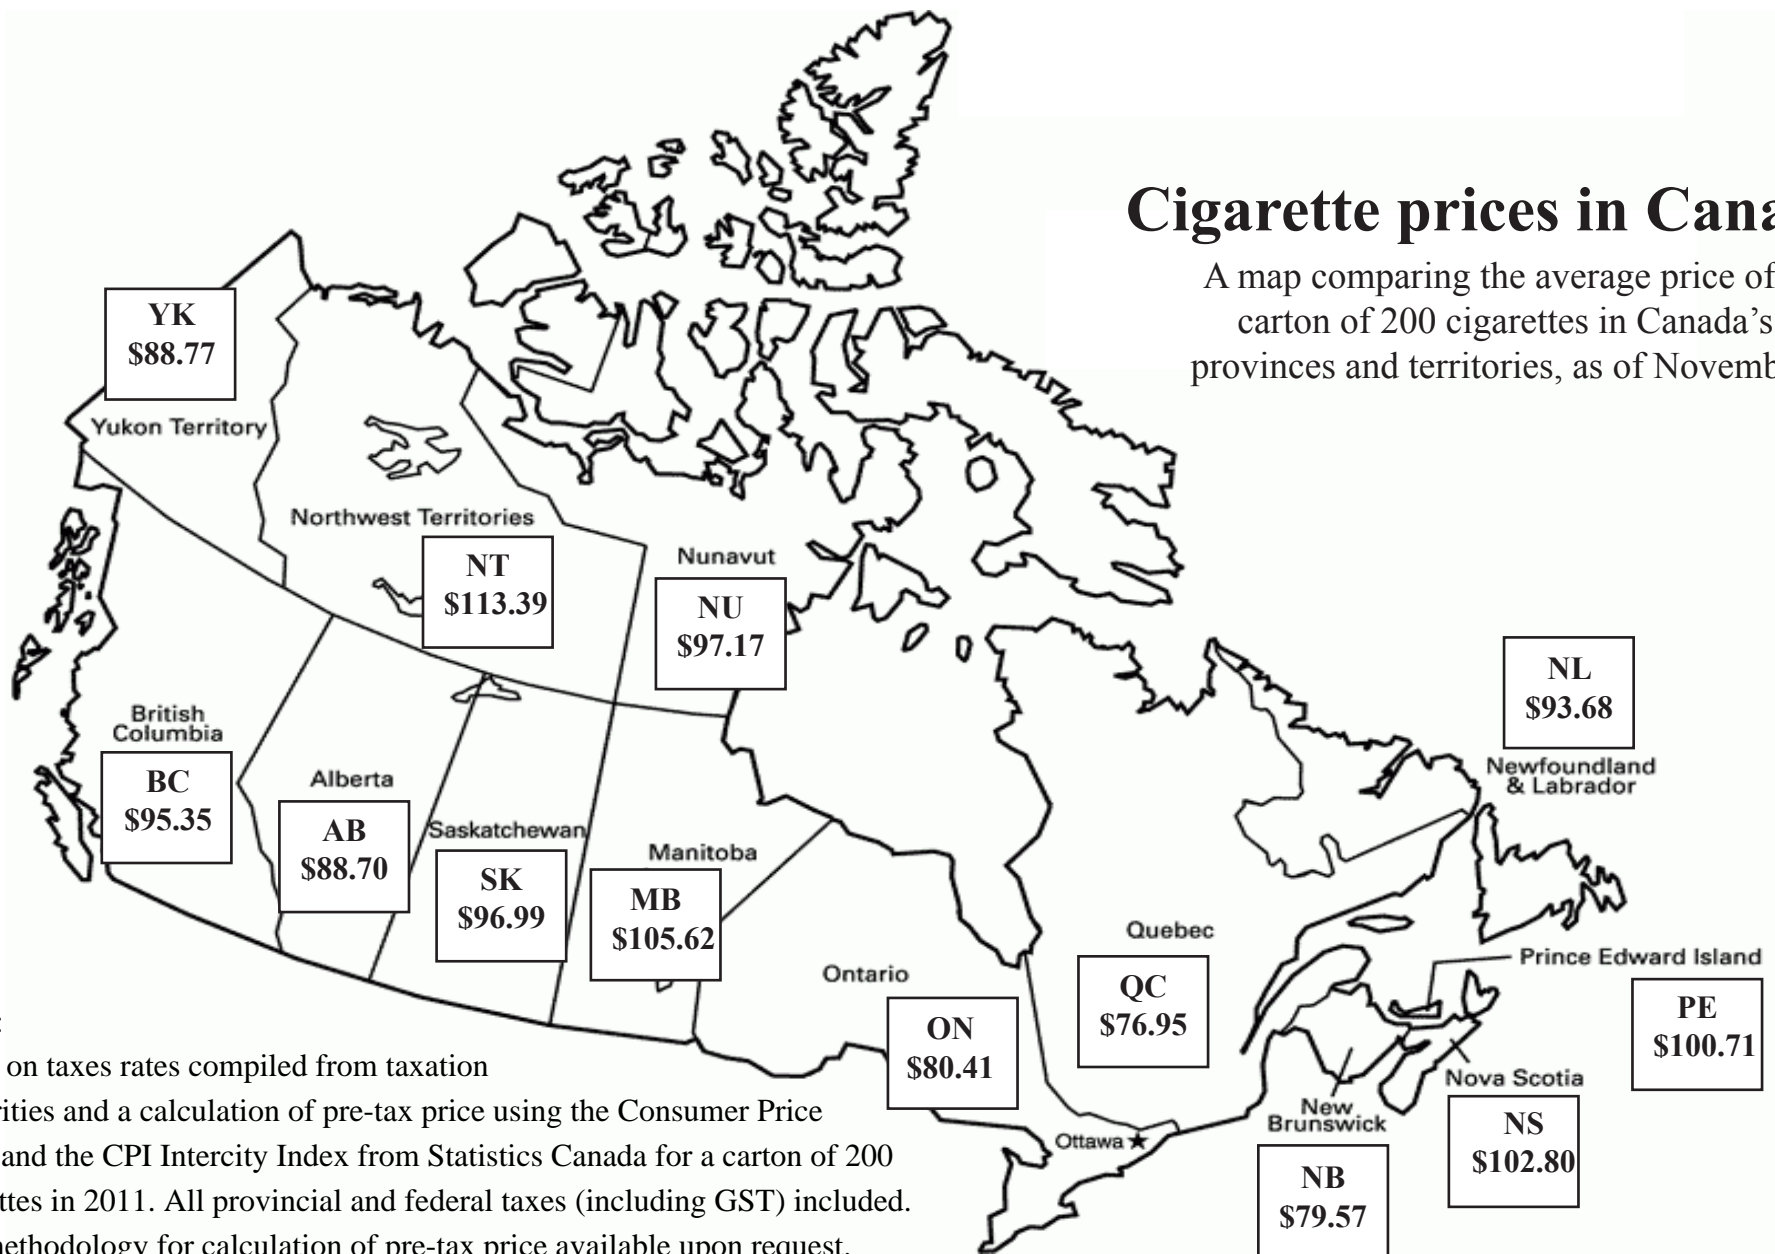 Cigarette prices in Cana
A map comparing the average price of
carton of 200 cigarettes in Canada’s
provinces and territories, as of Novemb
YK
$88.77
Yukon Territory
Northwest Territories
NT
$113.39
Nunavut
NU
$97.17
NL
$93.68
Newfoundland
& Labrador
British
Columbia
BC
$95.35
Alberta
AB
$88.70
Saskatchewan
SK
$96.99
Manitoba
MB
$105.62
Ontario
ON
$80.41
Quebec
QC
$76.95
Prince Edward Island
PE
$100.71
Nova Scotia
NS
$102.80
New
Brunswick
NB
$79.57
Ottawa
:
on taxes rates compiled from taxation
rities and a calculation of pre-tax price using the Consumer Price
and the CPI Intercity Index from Statistics Canada for a carton of 200
ttes in 2011. All provincial and federal taxes (including GST) included.
methodology for calculation of pre-tax price available upon request.